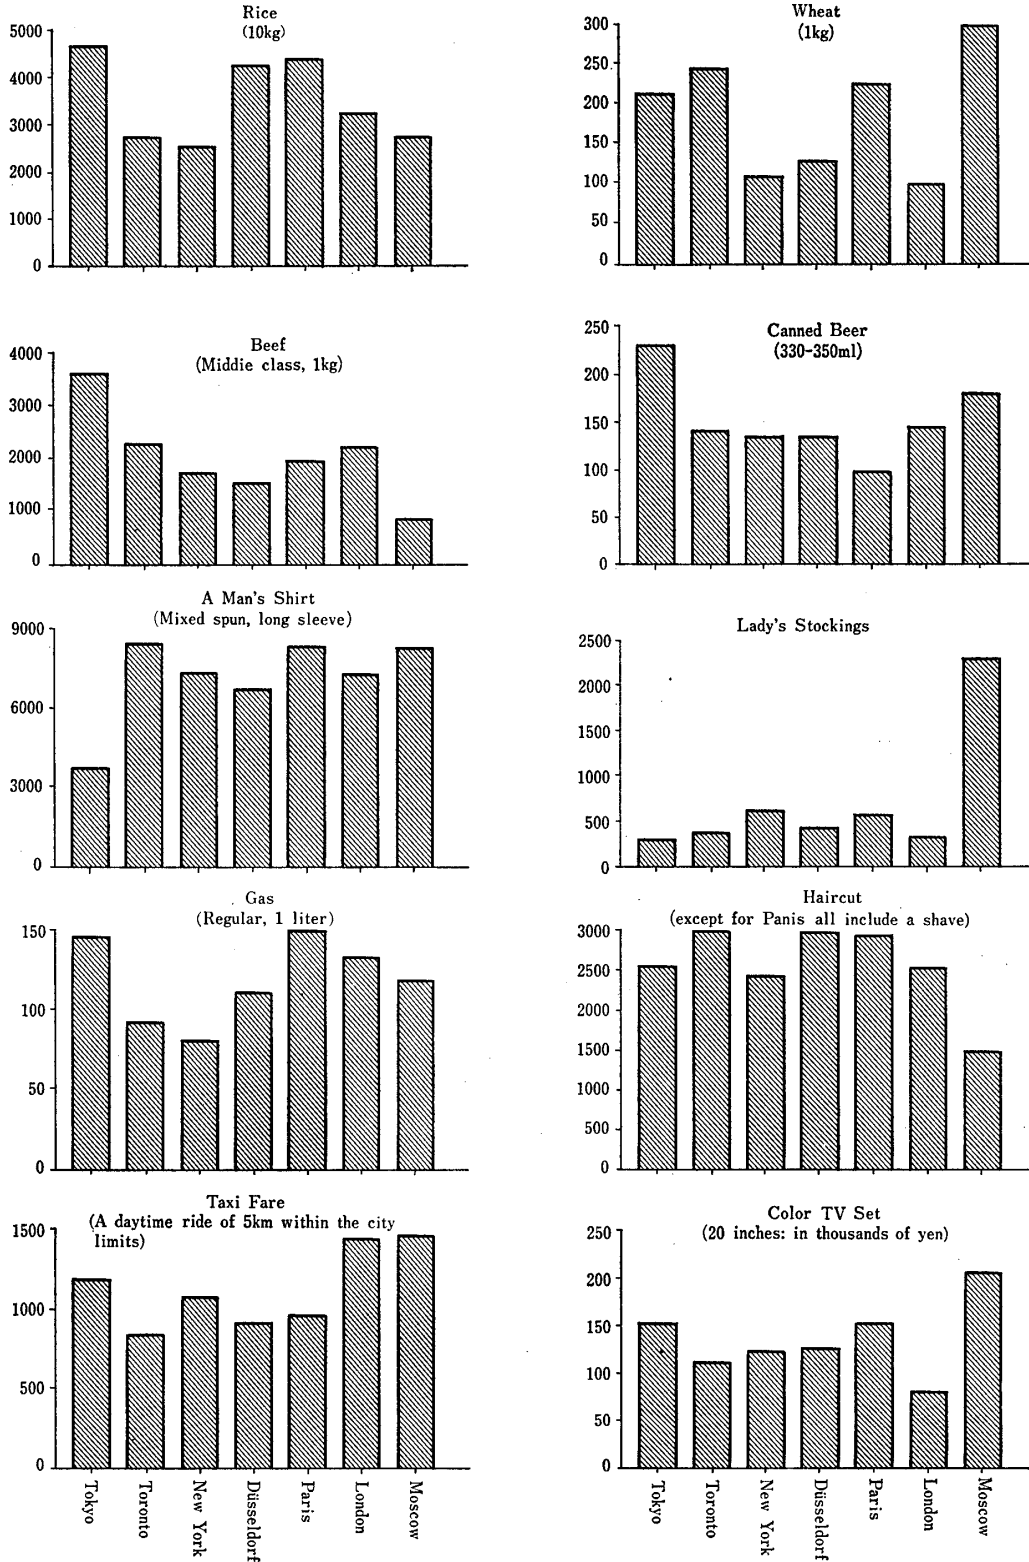 Rice
(10kg)
5000
4000
3000
2000
1000
0
Wheat
(1kg)
300
250
200
150
100
50
0
Beef
(Middie class, 1kg)
4000
3000
2000
1000
0
Canned Beer
(330-350ml)
250
200
150
100
50
0
A Man's Shirt
(Mixed spun, long sleeve)
9000
6000
3000
0
Lady's Stockings
2500
2000
1500
1000
500
0
Gas
(Regular, 1 liter)
150
100
50
0
Haircut
(except for Panis all include a shave)
3000
2500
2000
1500
1000
500
0
Taxi Fare
(A daytime ride of 5km within the city
limits)
1500
1000
500
0
Color TV Set
(20 inches: in thousands of yen)
250
200
150
100
50
0
Tokyo
Toronto
New York
Düsseldorf
Paris
London
Moscow
Tokyo
Toronto
New York
Düsseldorf
Paris
London
Moscow